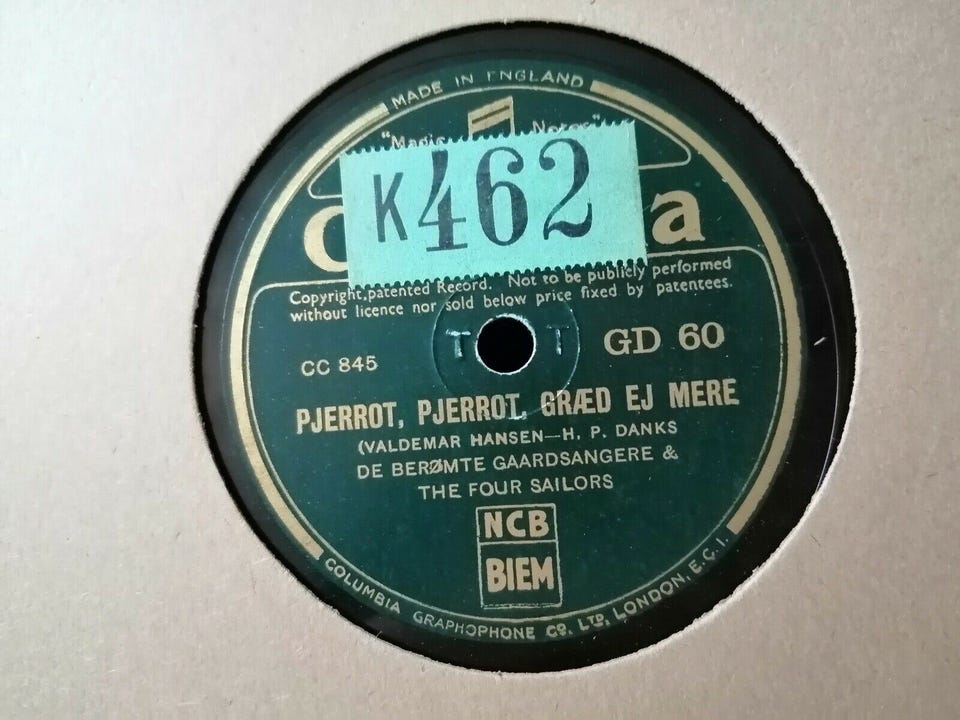 MADE IN ENGLAND
"Magic Notes"
K462
a
Copyright, patented Record. Not to be publicly performed
without licence nor sold below price fixed by patentees.
T T
CC 845
GD 60
PJERROT, PJERROT, GRÆD EJ MERE
(VALDEMAR HANSEN—H. P. DANKS
DE BERØMTE GAARDSANGERE &
THE FOUR SAILORS
NCB
BIEM
COLUMBIA GRAPHOPHONE CO. LTD. LONDON, E.C.1.